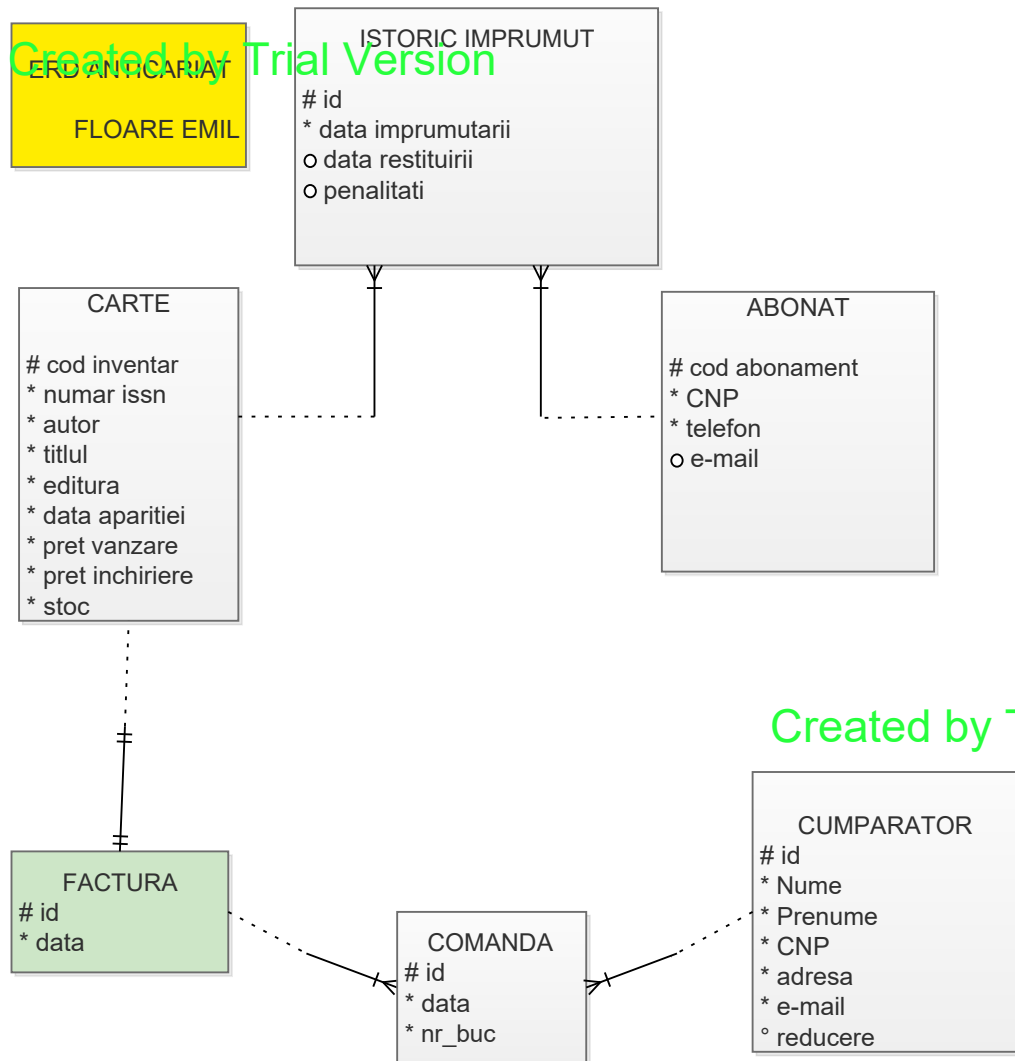 ERD ANTICARIAT
FLOARE EMIL
Created by Trial Version
ISTORIC IMPRUMUT
# id
* data imprumutarii
o data restituirii
o penalitati
CARTE
# cod inventar
* numar issn
* autor
* titlul
* editura
* data aparitiei
* pret vanzare
* pret inchiriere
* stoc
ABONAT
# cod abonament
* CNP
* telefon
o e-mail
Created by T
FACTURA
# id
* data
COMANDA
# id
* data
* nr_buc
CUMPARATOR
# id
* Nume
* Prenume
* CNP
* adresa
* e-mail
° reducere